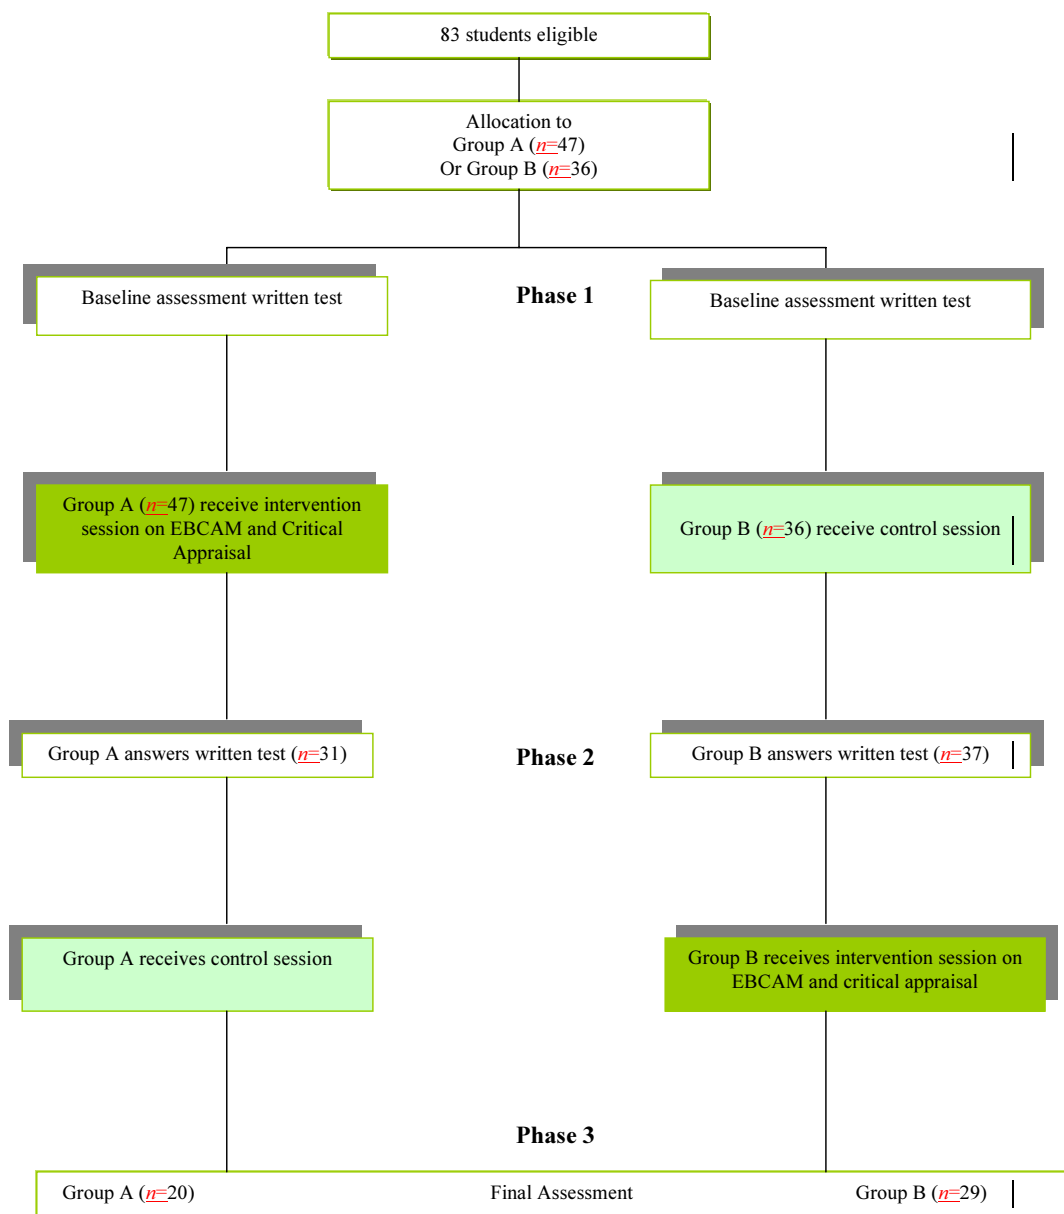 83 students eligible
Allocation to
Group A (n=47)
Or Group B (n=36)
Baseline assessment written test
Phase 1
Baseline assessment written test
Group A (n=47) receive intervention
session on EBCAM and Critical
Appraisal
Group B (n=36) receive control session
Group A answers written test (n=31)
Phase 2
Group B answers written test (n=37)
Group A receives control session
Group B receives intervention session on
EBCAM and critical appraisal
Phase 3
Group A (n=20) Final Assessment Group B (n=29)